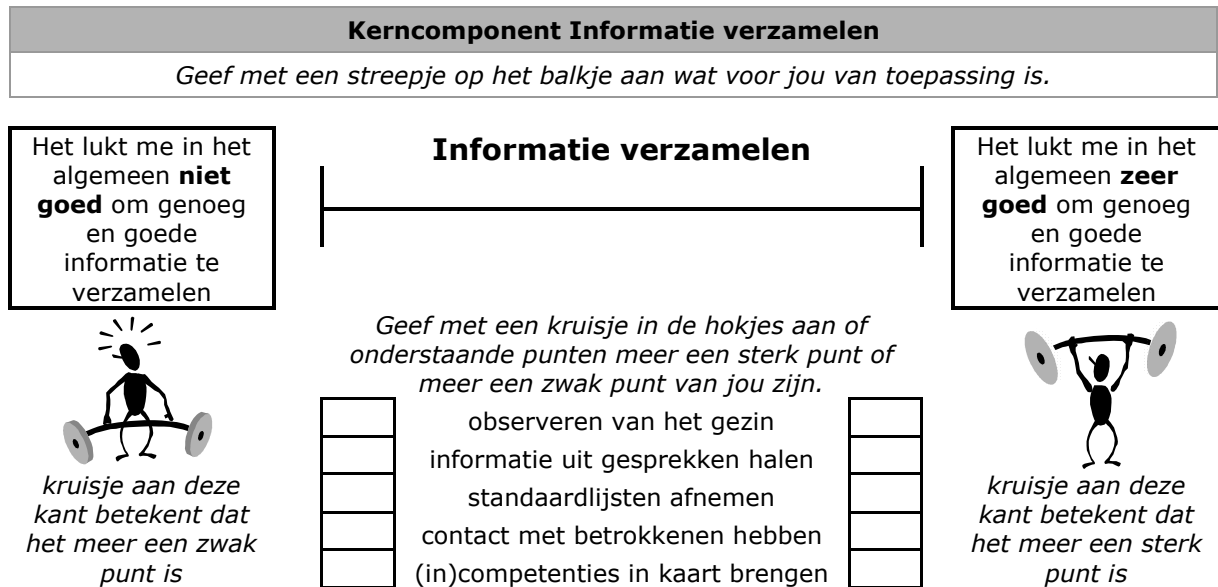 Kerncomponent Informatie verzamelen
Geef met een streepje op het balkje aan wat voor jou van toepassing is.
Het lukt me in het
algemeen niet
goed om genoeg
en goede
informatie te
verzamelen
Informatie verzamelen
Het lukt me in het
algemeen zeer
goed om genoeg
en goede
informatie te
verzamelen
Geef met een kruisje in de hokjes aan of
onderstaande punten meer een sterk punt of
meer een zwak punt van jou zijn.
observeren van het gezin
informatie uit gesprekken halen
standaardlijsten afnemen
contact met betrokkenen hebben
(in)competenties in kaart brengen
kruisje aan deze
kant betekent dat
het meer een zwak
punt is
kruisje aan deze
kant betekent dat
het meer een sterk
punt is